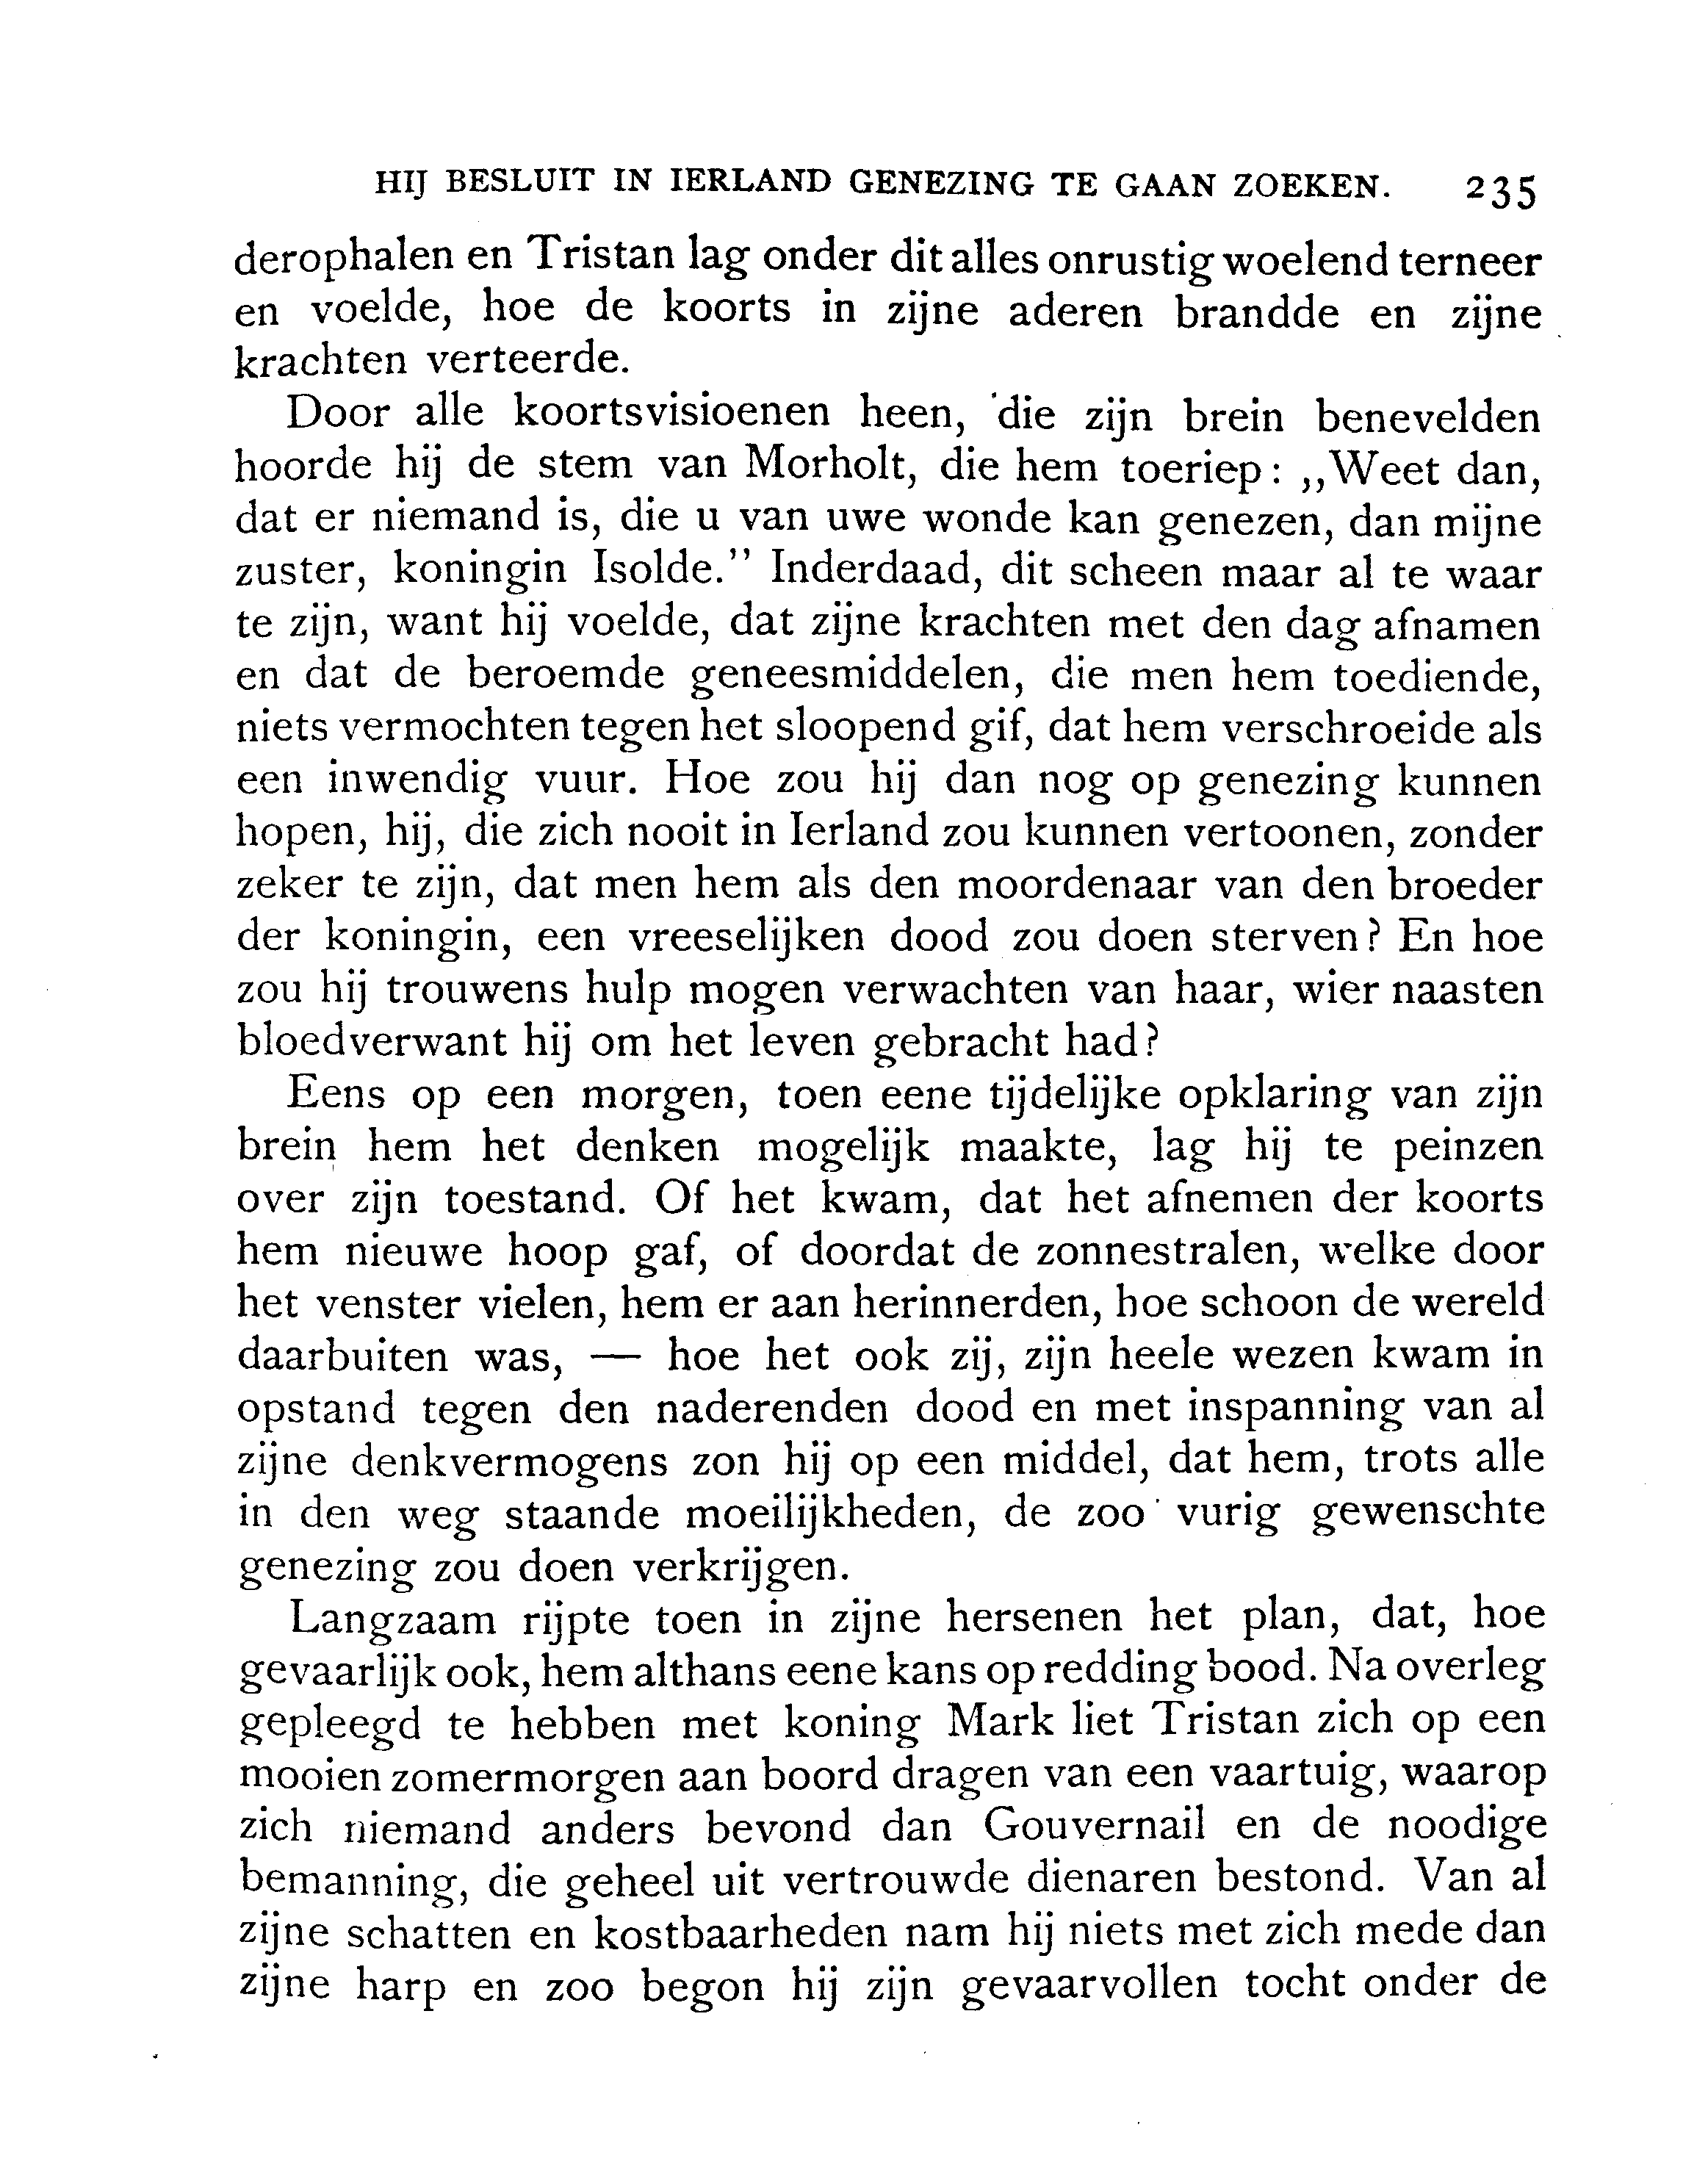 HIJ BESLUIT IN IERLAND GENEZING TE GAAN ZOEKEN. 235
derophalen en Tristan lag onder dit alles onrustig woelend terneer
en voelde, hoe de koorts in zijne aderen brandde en zijne
krachten verteerde.
Door alle koortsvisioenen heen, die zijn brein benevelden
hoorde hij de stem van Morholt, die hem toeriep: ,,Weet dan,
dat er niemand is, die u van uwe wonde kan genezen, dan mijne
zuster, koningin Isolde.” Inderdaad, dit scheen maar al te waar
te zijn, want hij voelde, dat zijne krachten met den dag afnamen
en dat de beroemde geneesmiddelen, die men hem toediende,
niets vermochten tegen het sloopend gif, dat hem verschroeide als
een inwendig vuur. Hoe zou hij dan nog op genezing kunnen
hopen, hij, die zich nooit in Ierland zou kunnen vertoonen, zonder
zeker te zijn, dat men hem als den moordenaar van den broeder
der koningin, een vreeselijken dood zou doen sterven? En hoe
zou hij trouwens hulp mogen verwachten van haar, wier naasten
bloedverwant hij om het leven gebracht had?
Eens op een morgen, toen eene tijdelijke opklaring van zijn
brein hem het denken mogelijk maakte, lag hij te peinzen
over zijn toestand. Of het kwam, dat het afnemen der koorts
hem nieuwe hoop gaf, of doordat de zonnestralen, welke door
het venster vielen, hem er aan herinnerden, hoe schoon de wereld
daarbuiten was, — hoe het ook zij, zijn heele wezen kwam in
opstand tegen den naderenden dood en met inspanning van al
zijne denkvermogens zon hij op een middel, dat hem, trots alle
in den weg staande moeilijkheden, de zoo vurig gewenschte
genezing zou doen verkrijgen.
Langzaam rijpte toen in zijne hersenen het plan, dat, hoe
gevaarlijk ook, hem althans eene kans op redding bood. Na overleg
gepleegd te hebben met koning Mark liet Tristan zich op een
mooien zomermorgen aan boord dragen van een vaartuig, waarop
zich niemand anders bevond dan Gouvernail en de noodige
bemanning, die geheel uit vertrouwde dienaren bestond. Van al
zijne schatten en kostbaarheden nam hij niets met zich mede dan
zijne harp en zoo begon hij zijn gevaarvollen tocht onder de